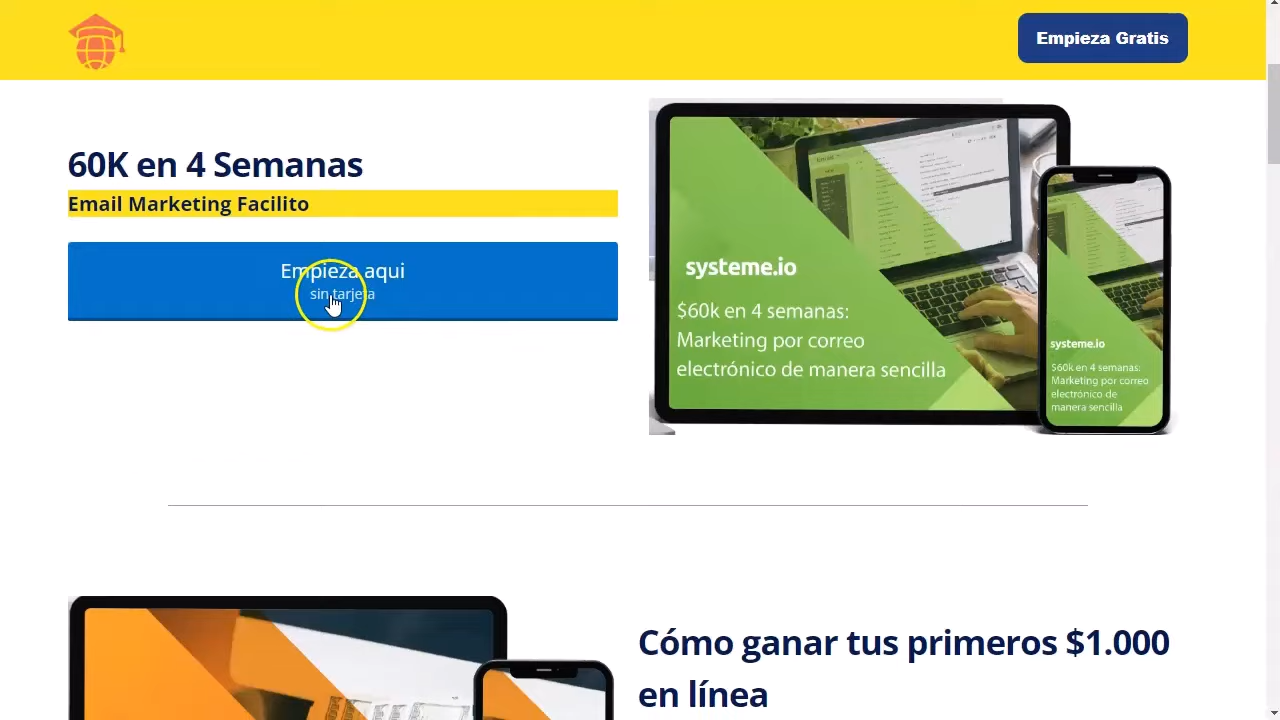 Empieza Gratis
60K en 4 Semanas
Email Marketing Facilito
Empieza aqui
sin tarjeta
systeme.io
$60k en 4 semanas:
Marketing por correo
electrónico de manera sencilla
systeme.io
$60k en 4 semanas:
Marketing por correo
electrónico de
manera sencilla
Cómo ganar tus primeros $1.000
en línea